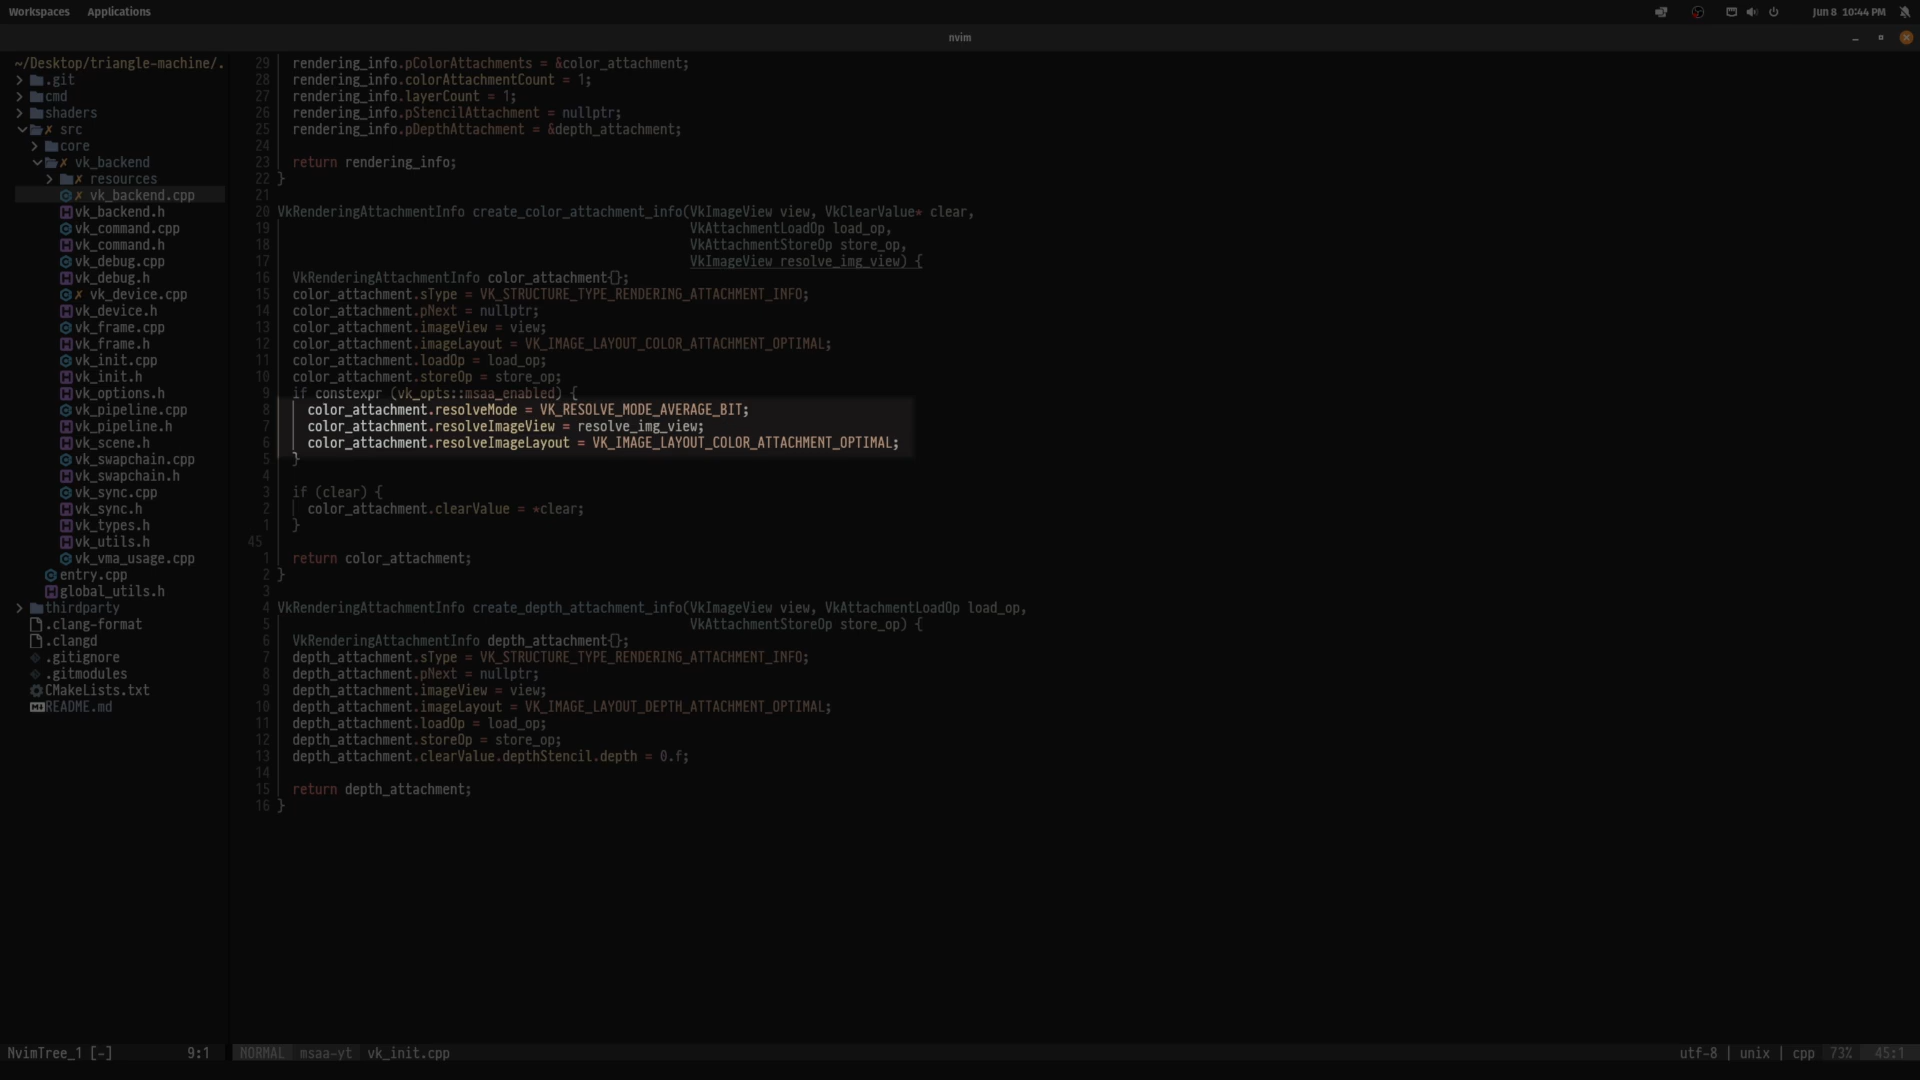 Workspaces Applications Jun 8 10:44 PM
nvim
~/Desktop/triangle-machine/.
.git
cmd
shaders
src
core
vk_backend
resources
vk_backend.cpp
vk_backend.h
vk_command.cpp
vk_command.h
vk_debug.cpp
vk_debug.h
vk_device.cpp
vk_device.h
vk_frame.cpp
vk_frame.h
vk_init.cpp
vk_init.h
vk_options.h
vk_pipeline.cpp
vk_pipeline.h
vk_scene.h
vk_swapchain.cpp
vk_swapchain.h
vk_sync.cpp
vk_sync.h
vk_types.h
vk_utils.h
vk_vma_usage.cpp
entry.cpp
global_utils.h
thirdparty
.clang-format
.clangd
.gitignore
.gitmodules
CMakeLists.txt
README.md
29 rendering_info.pColorAttachments = &color_attachment;
28 rendering_info.colorAttachmentCount = 1;
27 rendering_info.layerCount = 1;
26 rendering_info.pStencilAttachment = nullptr;
25 rendering_info.pDepthAttachment = &depth_attachment;
24
23 return rendering_info;
22 }
21
20 VkRenderingAttachmentInfo create_color_attachment_info(VkImageView view, VkClearValue* clear,
19 VkAttachmentLoadOp load_op,
18 VkAttachmentStoreOp store_op,
17 VkImageView resolve_img_view) {
16 VkRenderingAttachmentInfo color_attachment{};
15 color_attachment.sType = VK_STRUCTURE_TYPE_RENDERING_ATTACHMENT_INFO;
14 color_attachment.pNext = nullptr;
13 color_attachment.imageView = view;
12 color_attachment.imageLayout = VK_IMAGE_LAYOUT_COLOR_ATTACHMENT_OPTIMAL;
11 color_attachment.loadOp = load_op;
10 color_attachment.storeOp = store_op;
9 if constexpr (vk_opts::msaa_enabled) {
8 color_attachment.resolveMode = VK_RESOLVE_MODE_AVERAGE_BIT;
7 color_attachment.resolveImageView = resolve_img_view;
6 color_attachment.resolveImageLayout = VK_IMAGE_LAYOUT_COLOR_ATTACHMENT_OPTIMAL;
5 }
4
3 if (clear) {
2 color_attachment.clearValue = *clear;
1 }
45
1 return color_attachment;
2 }
3
4 VkRenderingAttachmentInfo create_depth_attachment_info(VkImageView view, VkAttachmentLoadOp load_op,
5 VkAttachmentStoreOp store_op) {
6 VkRenderingAttachmentInfo depth_attachment{};
7 depth_attachment.sType = VK_STRUCTURE_TYPE_RENDERING_ATTACHMENT_INFO;
8 depth_attachment.pNext = nullptr;
9 depth_attachment.imageView = view;
10 depth_attachment.imageLayout = VK_IMAGE_LAYOUT_DEPTH_ATTACHMENT_OPTIMAL;
11 depth_attachment.loadOp = load_op;
12 depth_attachment.storeOp = store_op;
13 depth_attachment.clearValue.depthStencil.depth = 0.f;
14
15 return depth_attachment;
16 }
NvimTree_1 [-] 9:1 NORMAL msaa-yt vk_init.cpp utf-8 | unix | cpp 73% 45:1